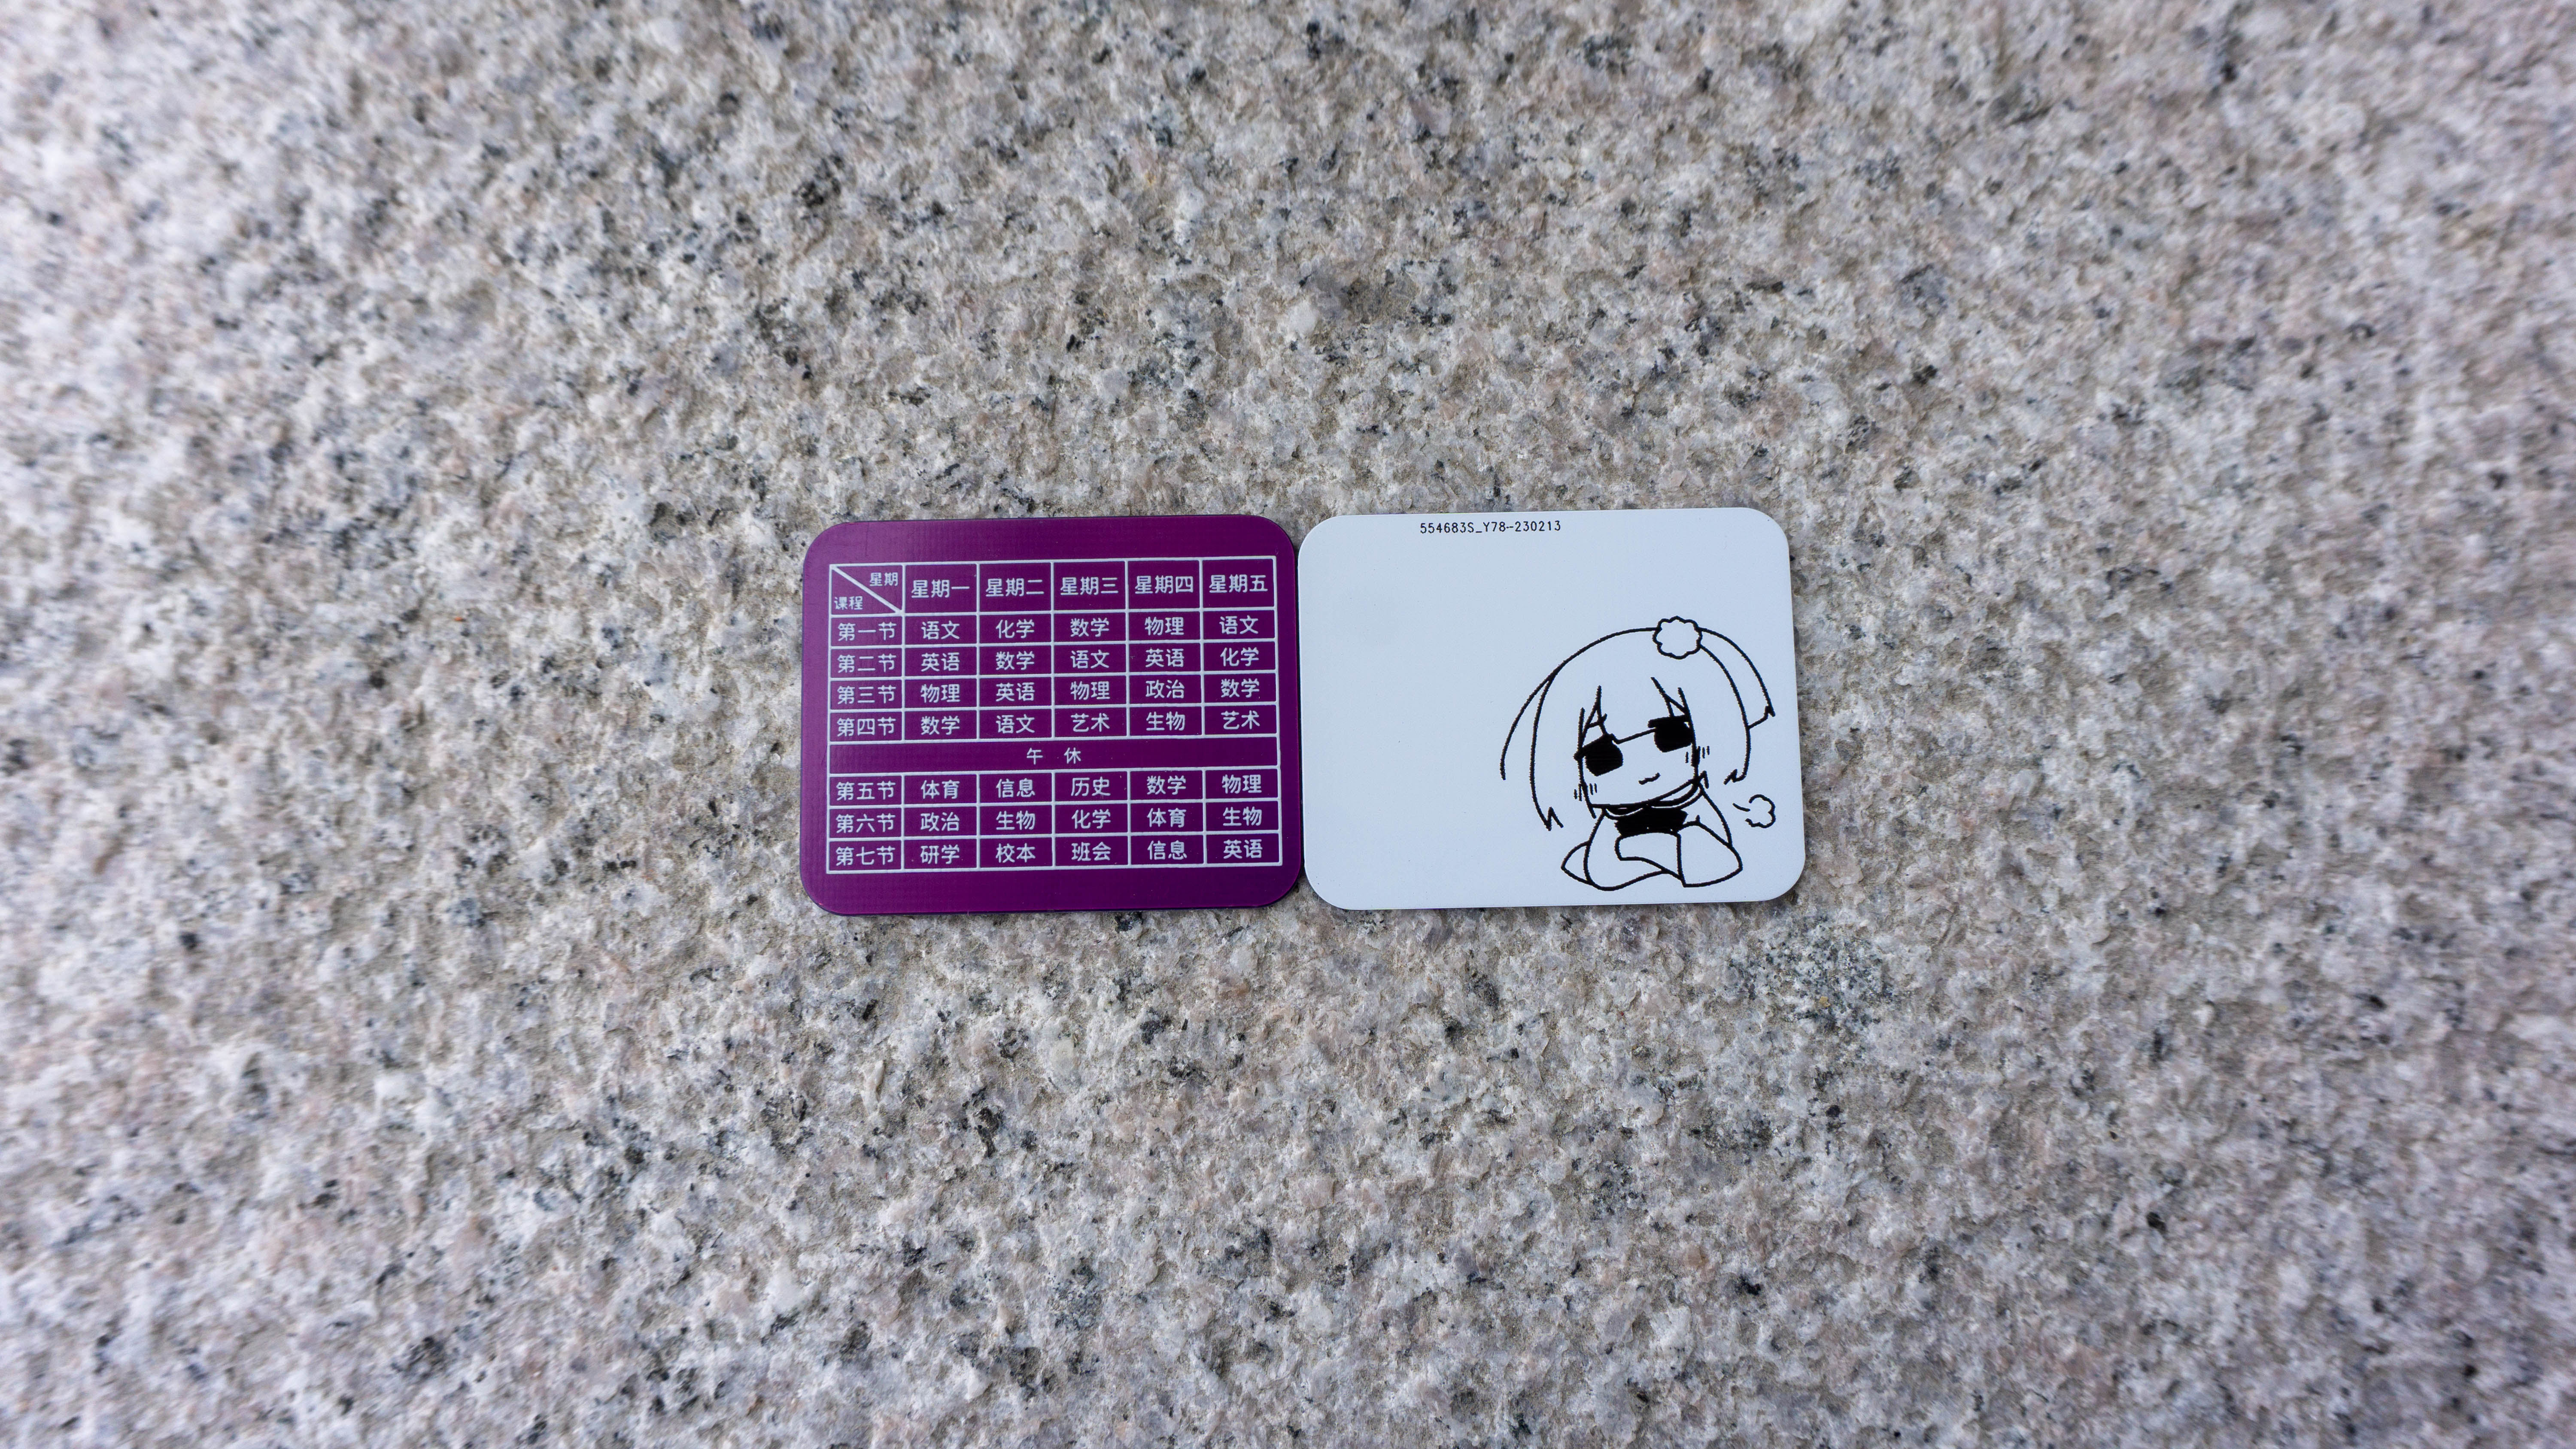 星期
课程
星期一 星期二 星期三 星期四 星期五
第一节 语文 化学 数学 物理 语文
第二节 英语 数学 语文 英语 化学
第三节 物理 英语 物理 政治 数学
第四节 数学 语文 艺术 生物 艺术
午 休
第五节 体育 信息 历史 数学 物理
第六节 政治 生物 化学 体育 生物
第七节 研学 校本 班会 信息 英语
554683S_Y78-230213